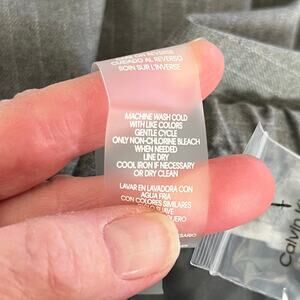 CUIDADO AL REVERSO
SOIN SUR L'INVERSE
MACHINE WASH COLD
WITH LIKE COLORS
GENTLE CYCLE
ONLY NON-CHLORINE BLEACH
WHEN NEEDED
LINE DRY
COOL IRON IF NECESSARY
OR DRY CLEAN
LAVAR EN LAVADORA CON
AGUA FRIA
CON COLORES SIMILARES
Calvin